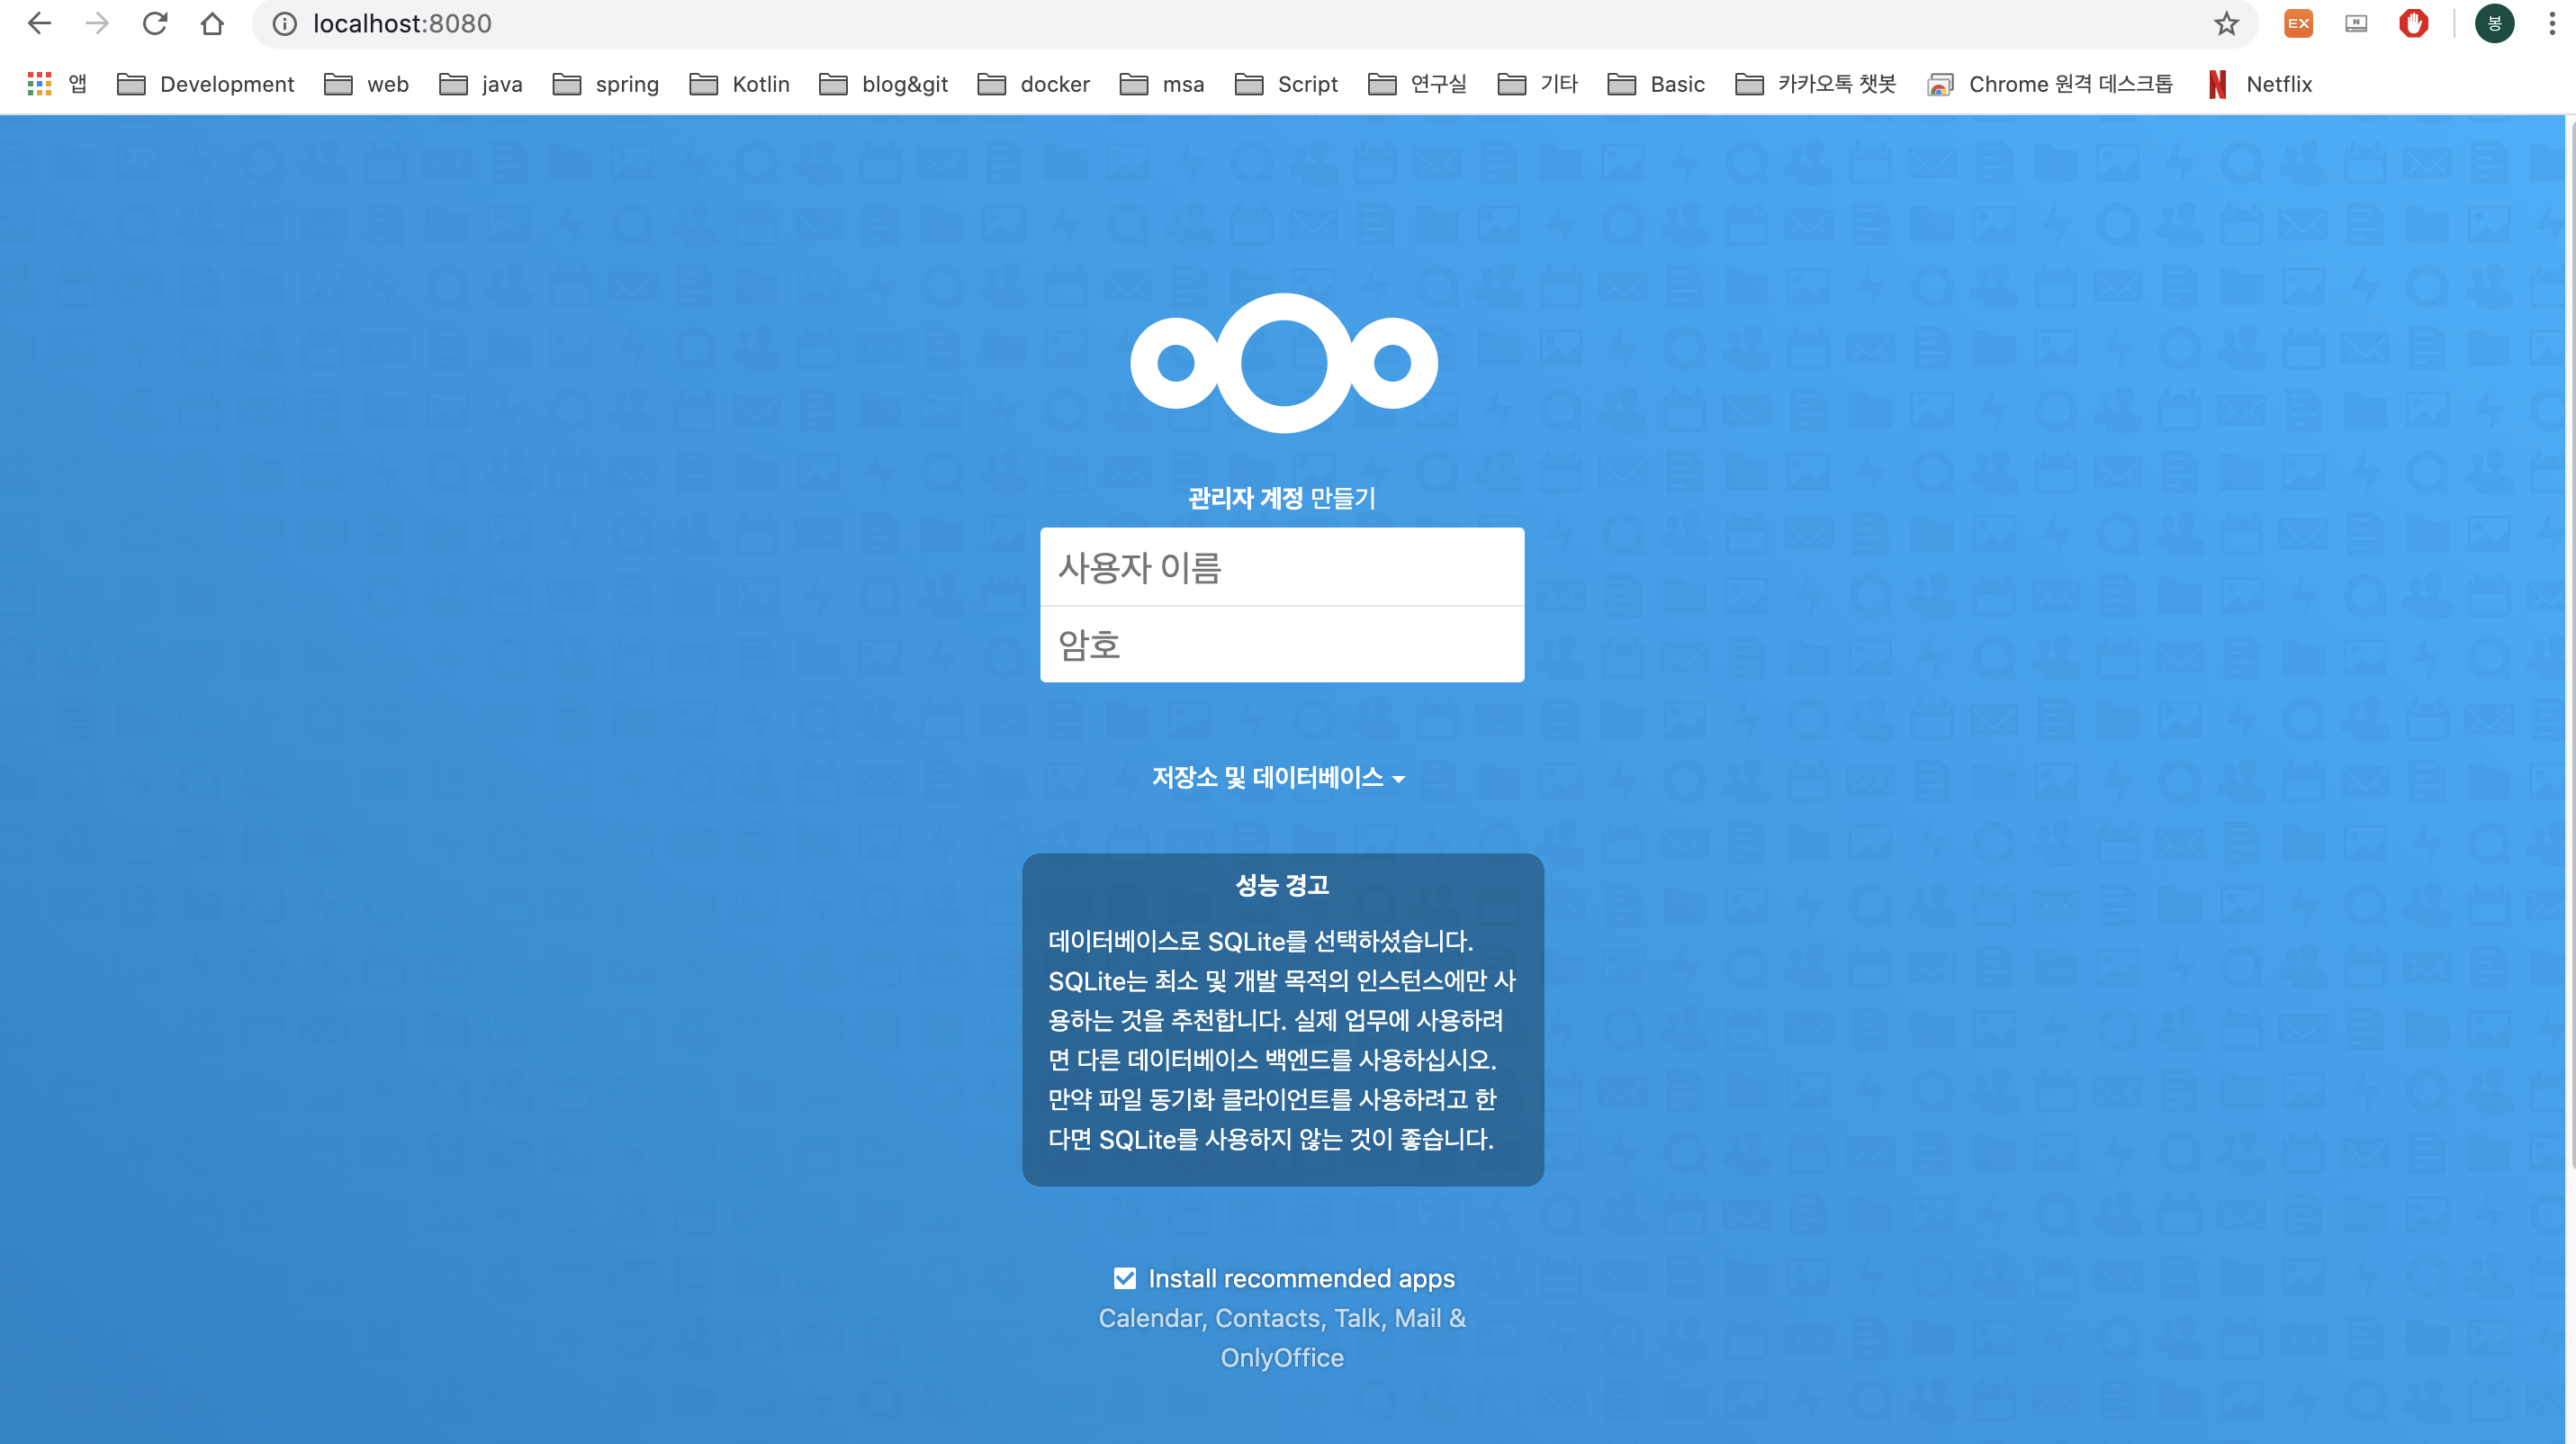 localhost:8080
EX
N
봉
앱 Development web java spring Kotlin blog&git docker msa Script 연구실 기타 Basic 카카오톡 챗봇 Chrome 원격 데스크톱 Netflix
관리자 계정 만들기
사용자 이름
암호
저장소 및 데이터베이스
성능 경고
데이터베이스로 SQLite를 선택하셨습니다.
SQLite는 최소 및 개발 목적의 인스턴스에만 사
용하는 것을 추천합니다. 실제 업무에 사용하려
면 다른 데이터베이스 백엔드를 사용하십시오.
만약 파일 동기화 클라이언트를 사용하려고 한
다면 SQLite를 사용하지 않는 것이 좋습니다.
Install recommended apps
Calendar, Contacts, Talk, Mail &
OnlyOffice